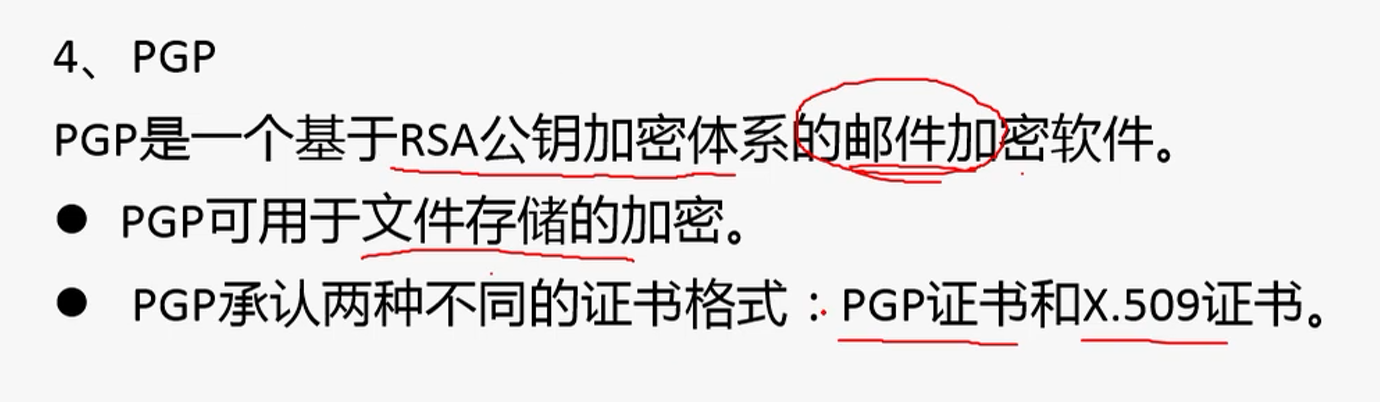 4、PGP
PGP是一个基于RSA公钥加密体系的邮件加密软件。
● PGP可用于文件存储的加密。
● PGP承认两种不同的证书格式：PGP证书和X.509证书。